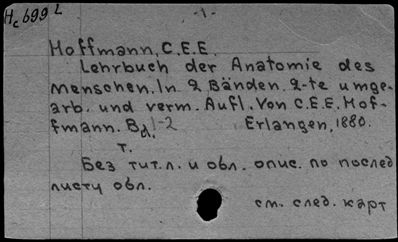 Hc 699 L
-1-
Hoffmann, C.E.E.
Lehrbuch der Anatomie des
Menschen. In 2 Bänden. 2-te umge-
arb. und verm. Aufl. Von C.E.E. Hof-
fmann. Bd. 1-2 Erlangen, 1880.
т.
Без тит.л. и обл. опис. по послед
листу обл.
см. след. карт